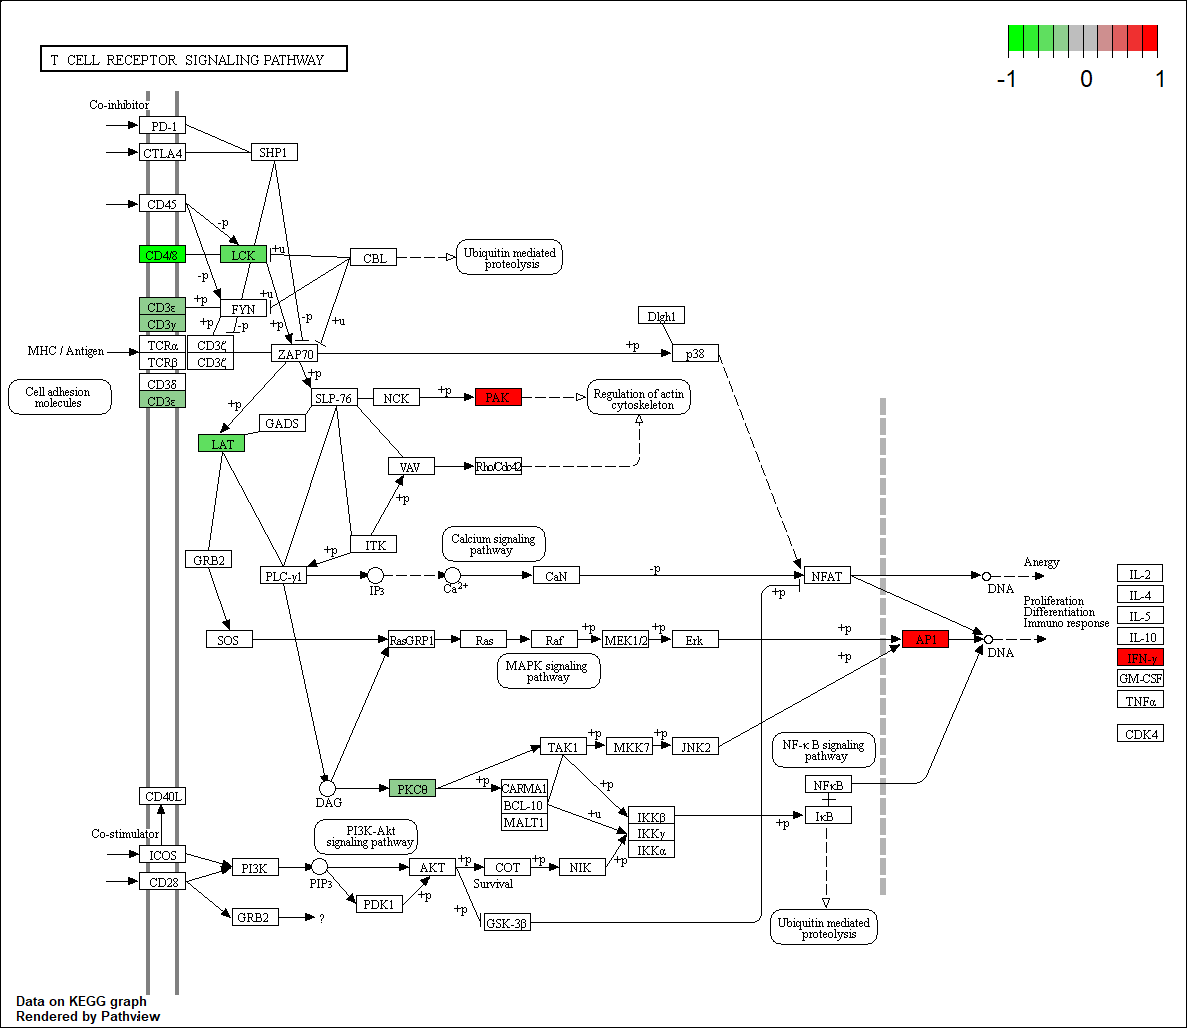 T CELL RECEPTOR SIGNALING PATHWAY
-1 0 1
Co-inhibitor
PD-1
CTLA4
SHP1
CD45
-p
CD4/8
LCK
+u
CBL
Ubiquitin mediated
proteolysis
-p
CD3ε
+p
FYN
+u
CD3γ
+p
-p
+p
-p
+u
Dlgh1
MHC / Antigen
TCRα
CD3ζ
TCRβ
CD3ζ
ZAP70
+p
p38
Cell adhesion
molecules
CD3δ
CD3ε
+p
+p
SLP-76
NCK
+p
PAK
Regulation of actin
cytoskeleton
GADS
LAT
VAV
Rho/Cdc42
+p
ITK
+p
Calcium signaling
pathway
GRB2
PLC-γ1
IP3
Ca2+
CaN
-p
NFAT
+p
DNA
Anergy
Proliferation
Differentiation
Immuno response
IL-2
IL-4
IL-5
IL-10
IFN-γ
GM-CSF
TNFα
CDK4
SOS
RasGRP1
Ras
Raf
+p
MEK1/2
+p
Erk
+p
AP1
DNA
MAPK signaling
pathway
+p
TAK1
+p
MKK7
+p
JNK2
NF-κ B signaling
pathway
DAG
PKCθ
+p
CARMA1
BCL-10
MALT1
+p
+u
NFκB
IκB
+p
IKKβ
IKKγ
IKKα
CD40L
Co-stimulator
ICOS
CD28
PI3K-Akt
signaling pathway
PI3K
PIP3
AKT
+p
COT
+p
NIK
+p
Survival
PDK1
+p
+p
GSK-3β
GRB2
?
Ubiquitin mediated
proteolysis
Data on KEGG graph
Rendered by Pathview